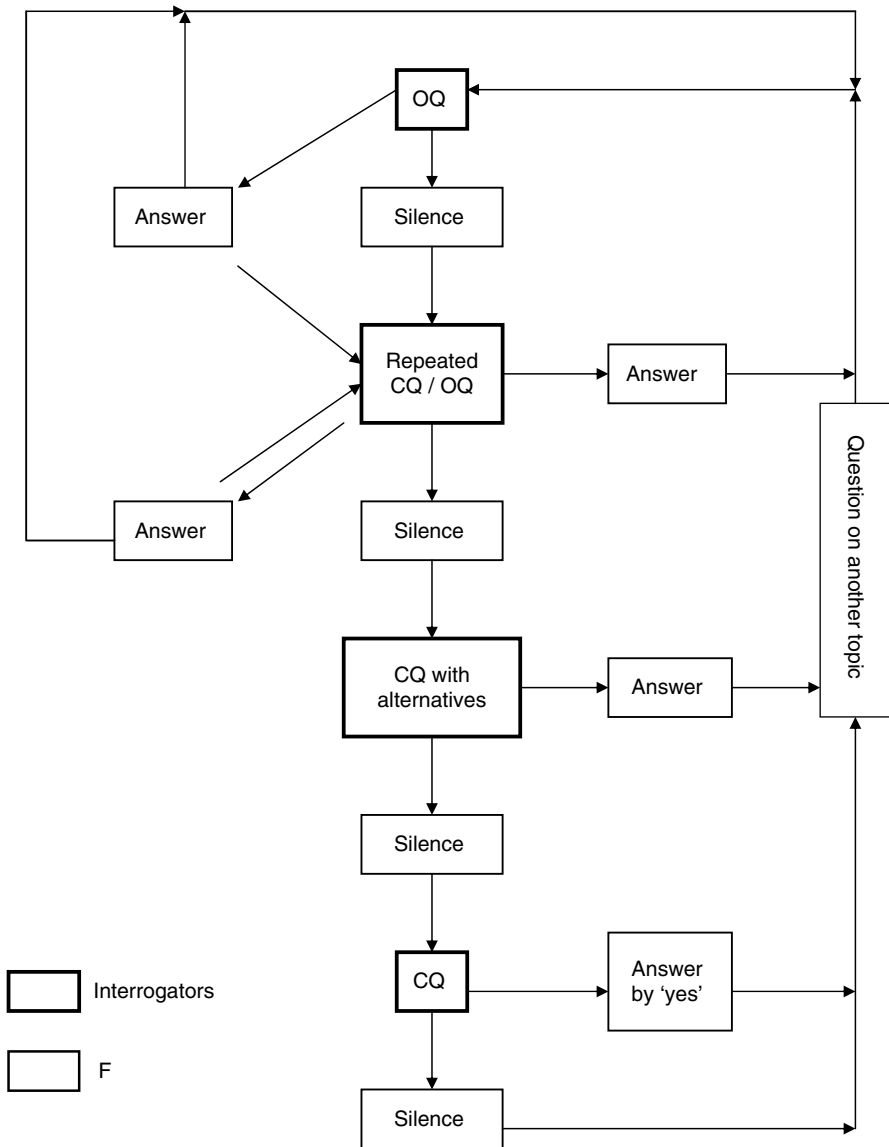 OQ
Answer
Silence
Repeated
CQ / OQ
Answer
Answer
Silence
Question on another topic
CQ with
alternatives
Answer
Silence
CQ
Answer
by ‘yes’
Interrogators
F
Silence